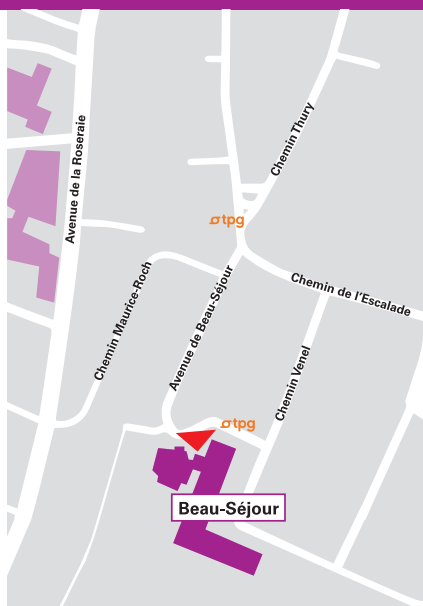 Avenue de la Roseraie
Chemin Thury
tpg
Chemin de l'Escalade
Chemin Maurice-Roch
Avenue de Beau-Séjour
Chemin Venel
tpg
Beau-Séjour